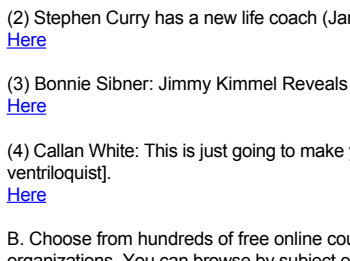 (2) Stephen Curry has a new life coach
Here
(3) Bonnie Sibner: Jimmy Kimmel Reveals
Here
(4) Callan White: This is just going to make
ventriloquist].
Here
B. Choose from hundreds of free online
organizations. You can browse by subject